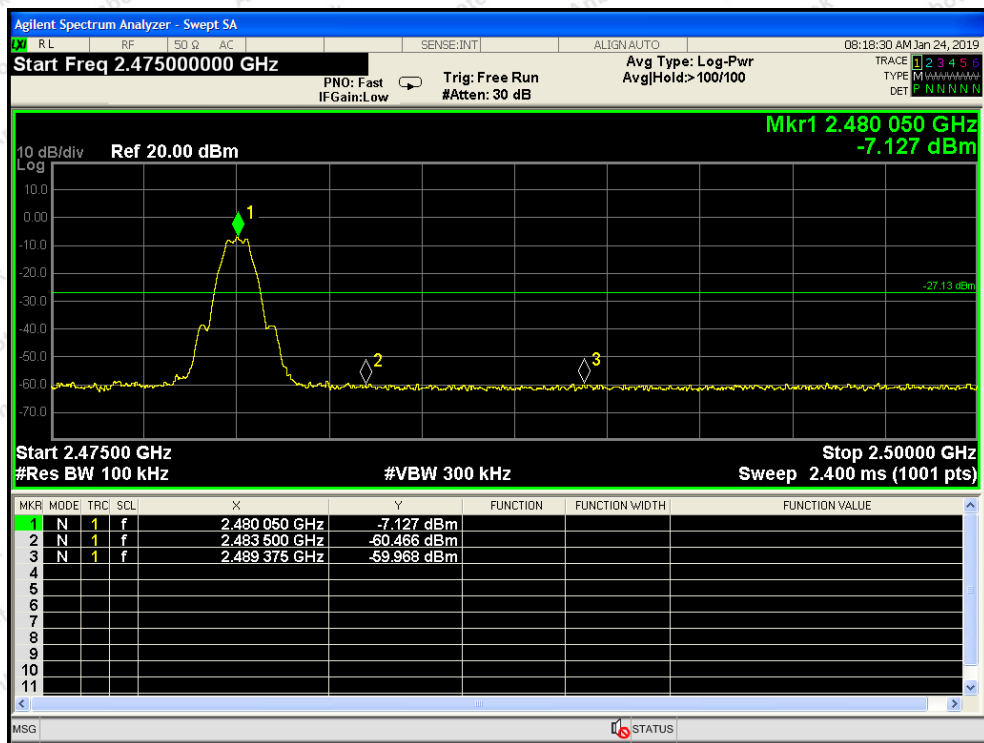 Agilent Spectrum Analyzer - Swept SA
LXI RL RF 50 Ω AC SENSE:INT ALIGN AUTO 08:18:30 AM Jan 24, 2019
Start Freq 2.475000000 GHz
PNO: Fast
IFGain:Low
Trig: Free Run
#Atten: 30 dB
Avg Type: Log-Pwr
Avg|Hold:>100/100
TRACE 1 2 3 4 5 6
TYPE M
DET P N N N N N
Mkr1 2.480 050 GHz
-7.127 dBm
10 dB/div Ref 20.00 dBm
Log
10.0
0.00
-10.0
-20.0
-30.0
-40.0
-50.0
-60.0
-70.0
1
2
3
-27.13 dBm
Start 2.47500 GHz Stop 2.50000 GHz
#Res BW 100 kHz #VBW 300 kHz Sweep 2.400 ms (1001 pts)
MKR MODE TRC SCL X Y FUNCTION FUNCTION WIDTH FUNCTION VALUE
1 N 1 f 2.480 050 GHz -7.127 dBm
2 N 1 f 2.483 500 GHz -60.466 dBm
3 N 1 f 2.489 375 GHz -59.968 dBm
4
5
6
7
8
9
10
11
MSG STATUS